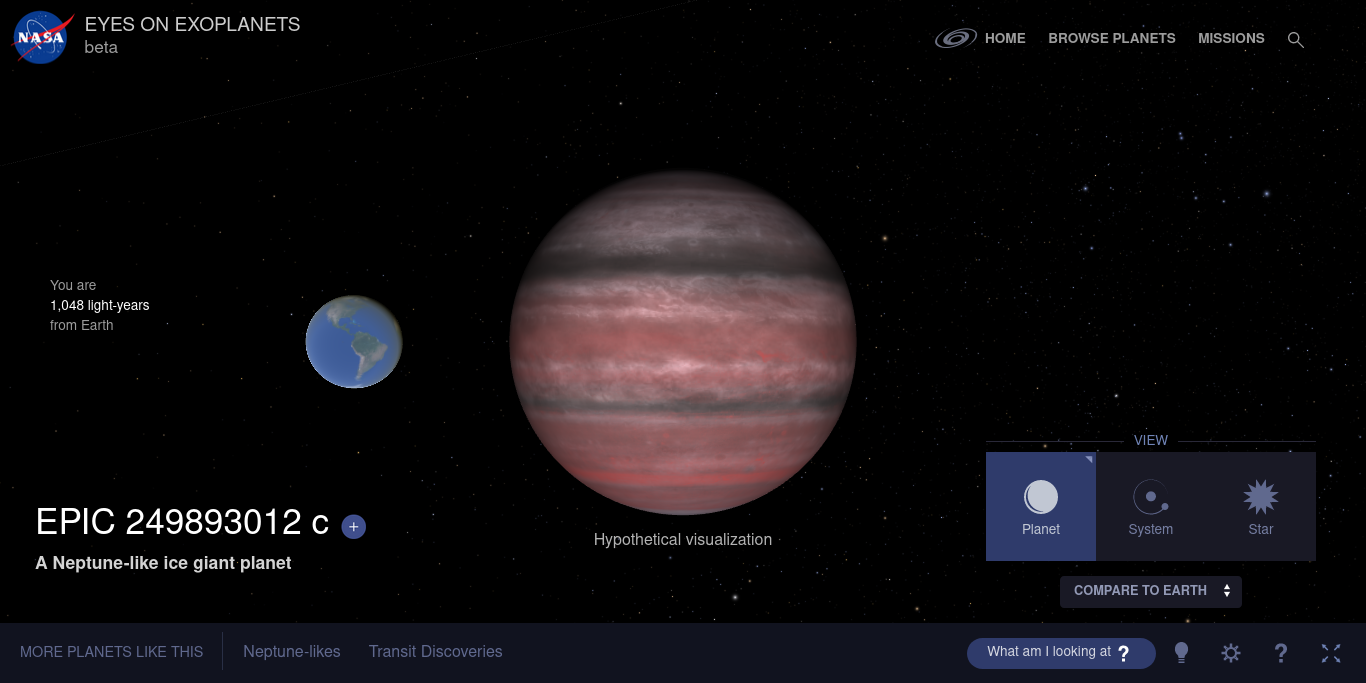 NASA
EYES ON EXOPLANETS
beta
HOME
BROWSE PLANETS
MISSIONS
You are
1,048 light-years
from Earth
VIEW
Planet
System
Star
EPIC 249893012 c +
A Neptune-like ice giant planet
Hypothetical visualization
COMPARE TO EARTH
MORE PLANETS LIKE THIS
Neptune-likes
Transit Discoveries
What am I looking at ?
?